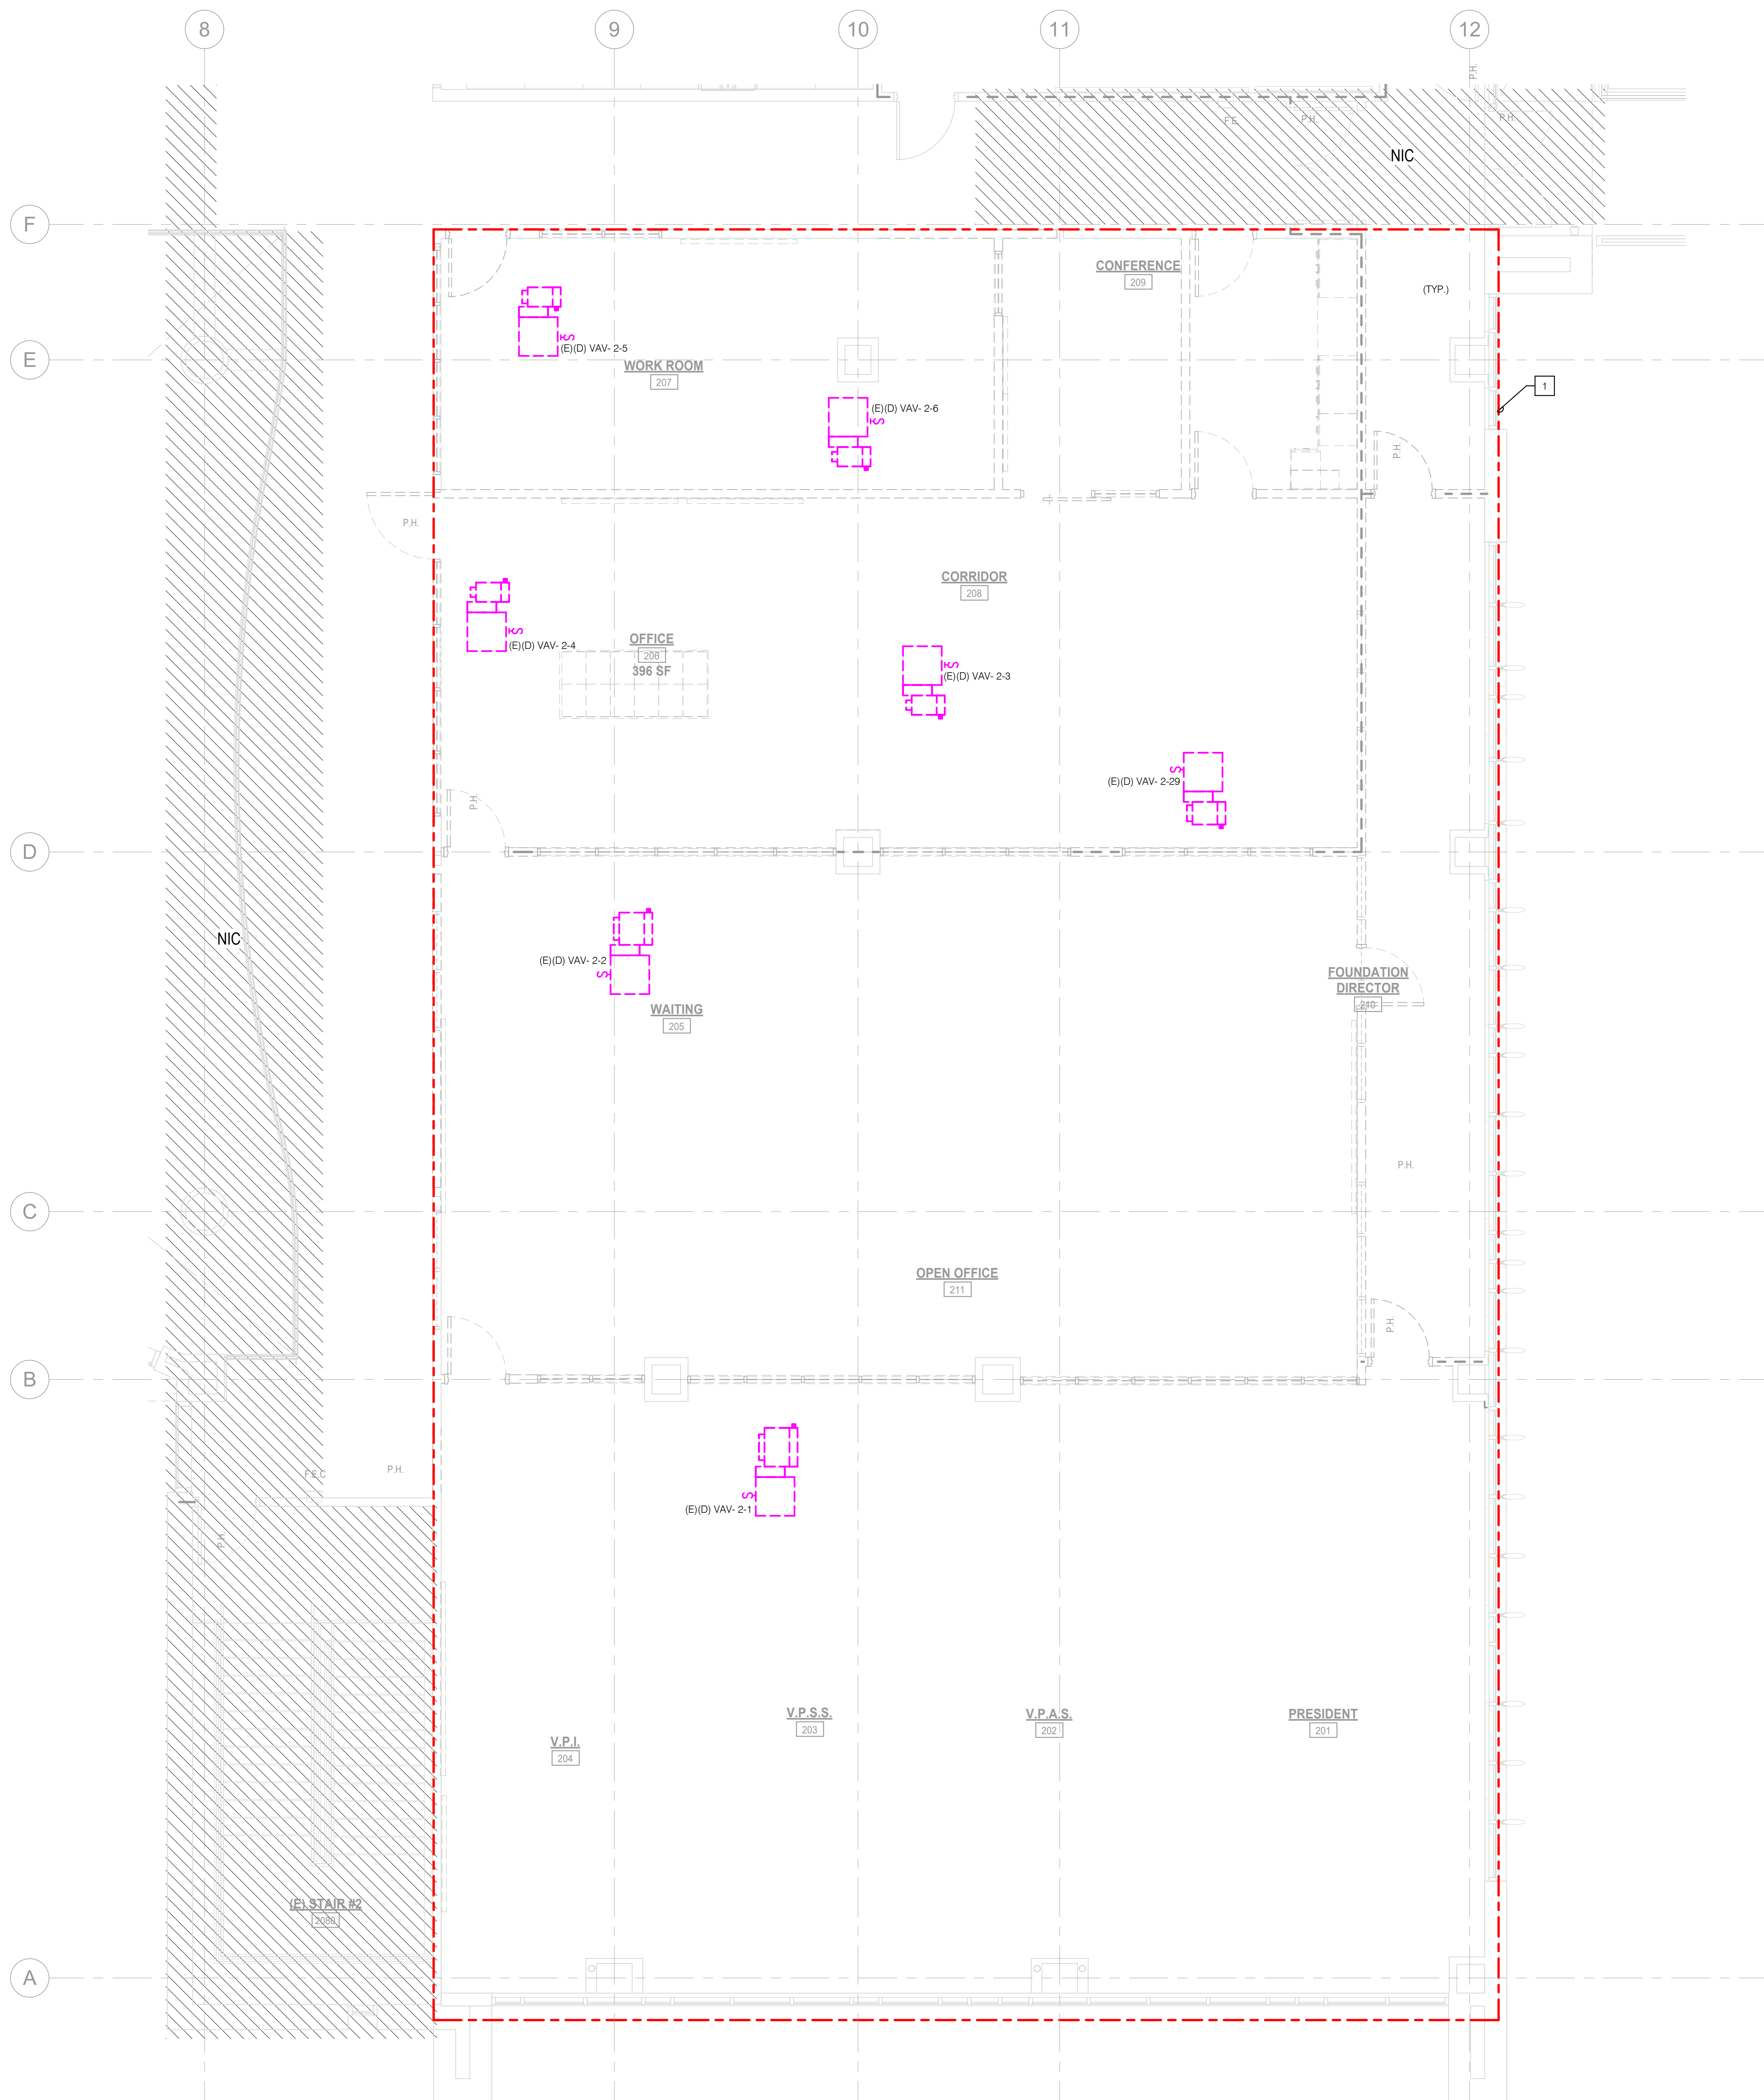 8
9
10
11
12
P.H.
F.E.
P.H.
P.H.
NIC
F
CONFERENCE
209
(TYP.)
(E)(D) VAV- 2-5
E
WORK ROOM
207
1
(E)(D) VAV- 2-6
P.H.
P.H.
CORRIDOR
208
OFFICE
206
396 SF
(E)(D) VAV- 2-4
(E)(D) VAV- 2-3
(E)(D) VAV- 2-29
P.H.
D
NIC
(E)(D) VAV- 2-2
FOUNDATION
DIRECTOR
210
WAITING
205
P.H.
C
OPEN OFFICE
211
P.H.
B
F.E.C
P.H.
(E)(D) VAV- 2-1
P.H.
V.P.S.S.
203
V.P.A.S.
202
PRESIDENT
201
V.P.I.
204
(E) STAIR #2
2080
A